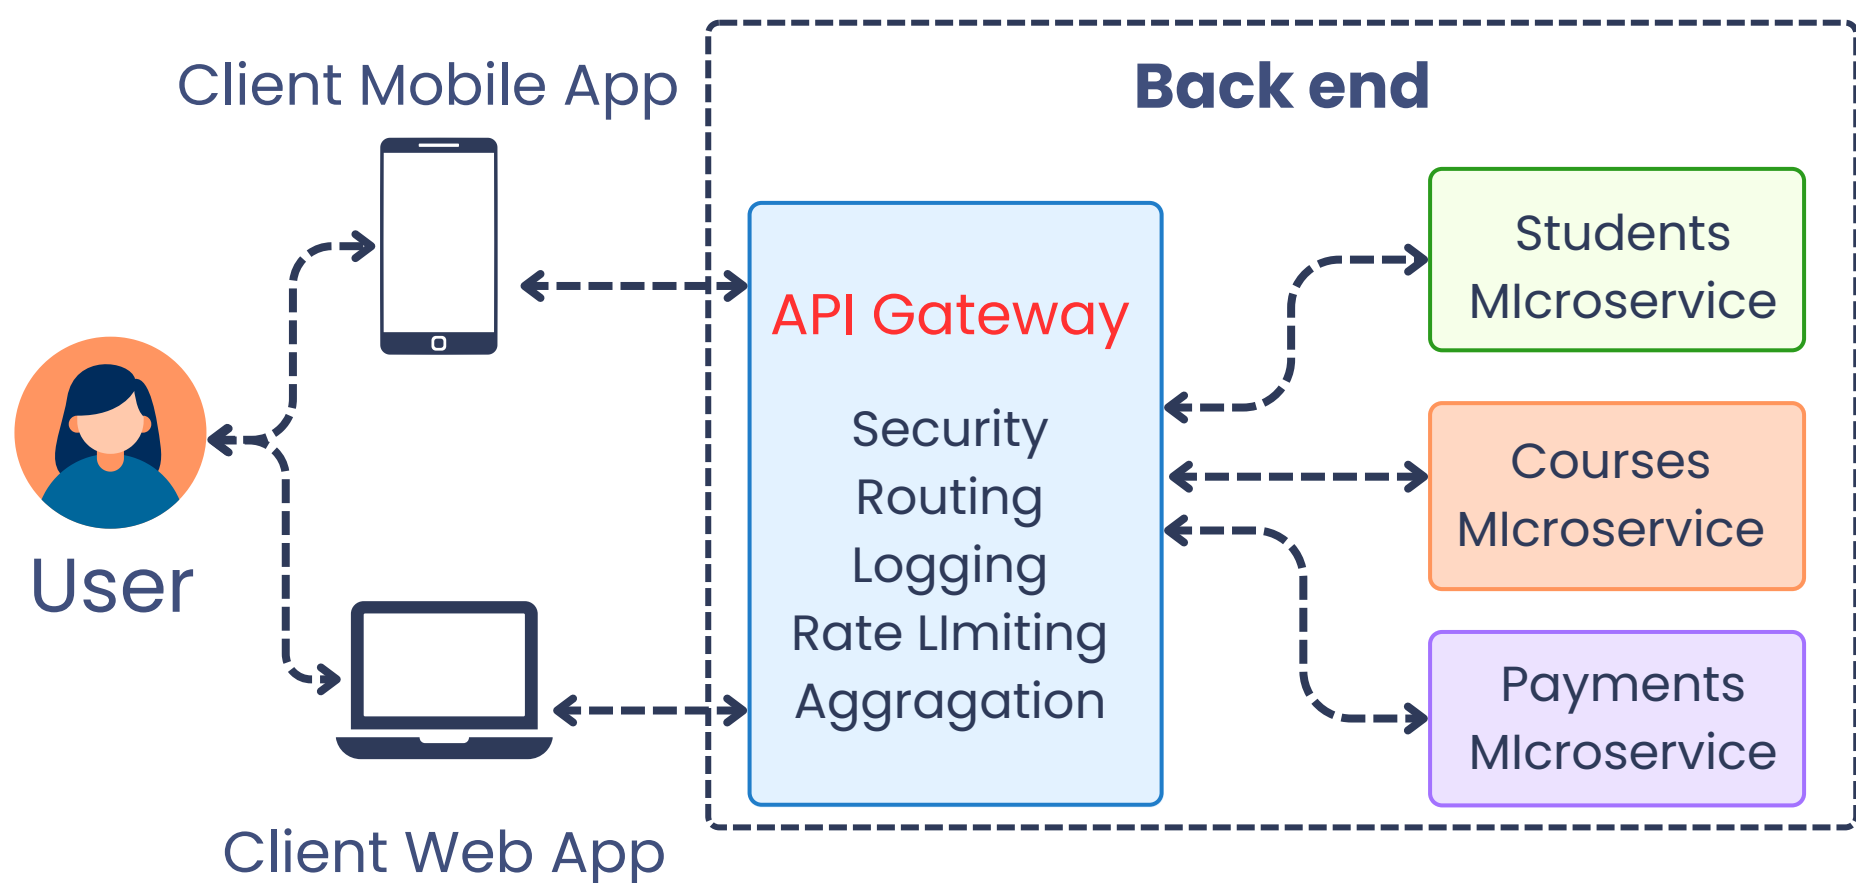 Client Mobile App
Back end
User
Client Web App
API Gateway
Security
Routing
Logging
Rate LImiting
Aggragation
Students
MIcroservice
Courses
MIcroservice
Payments
MIcroservice